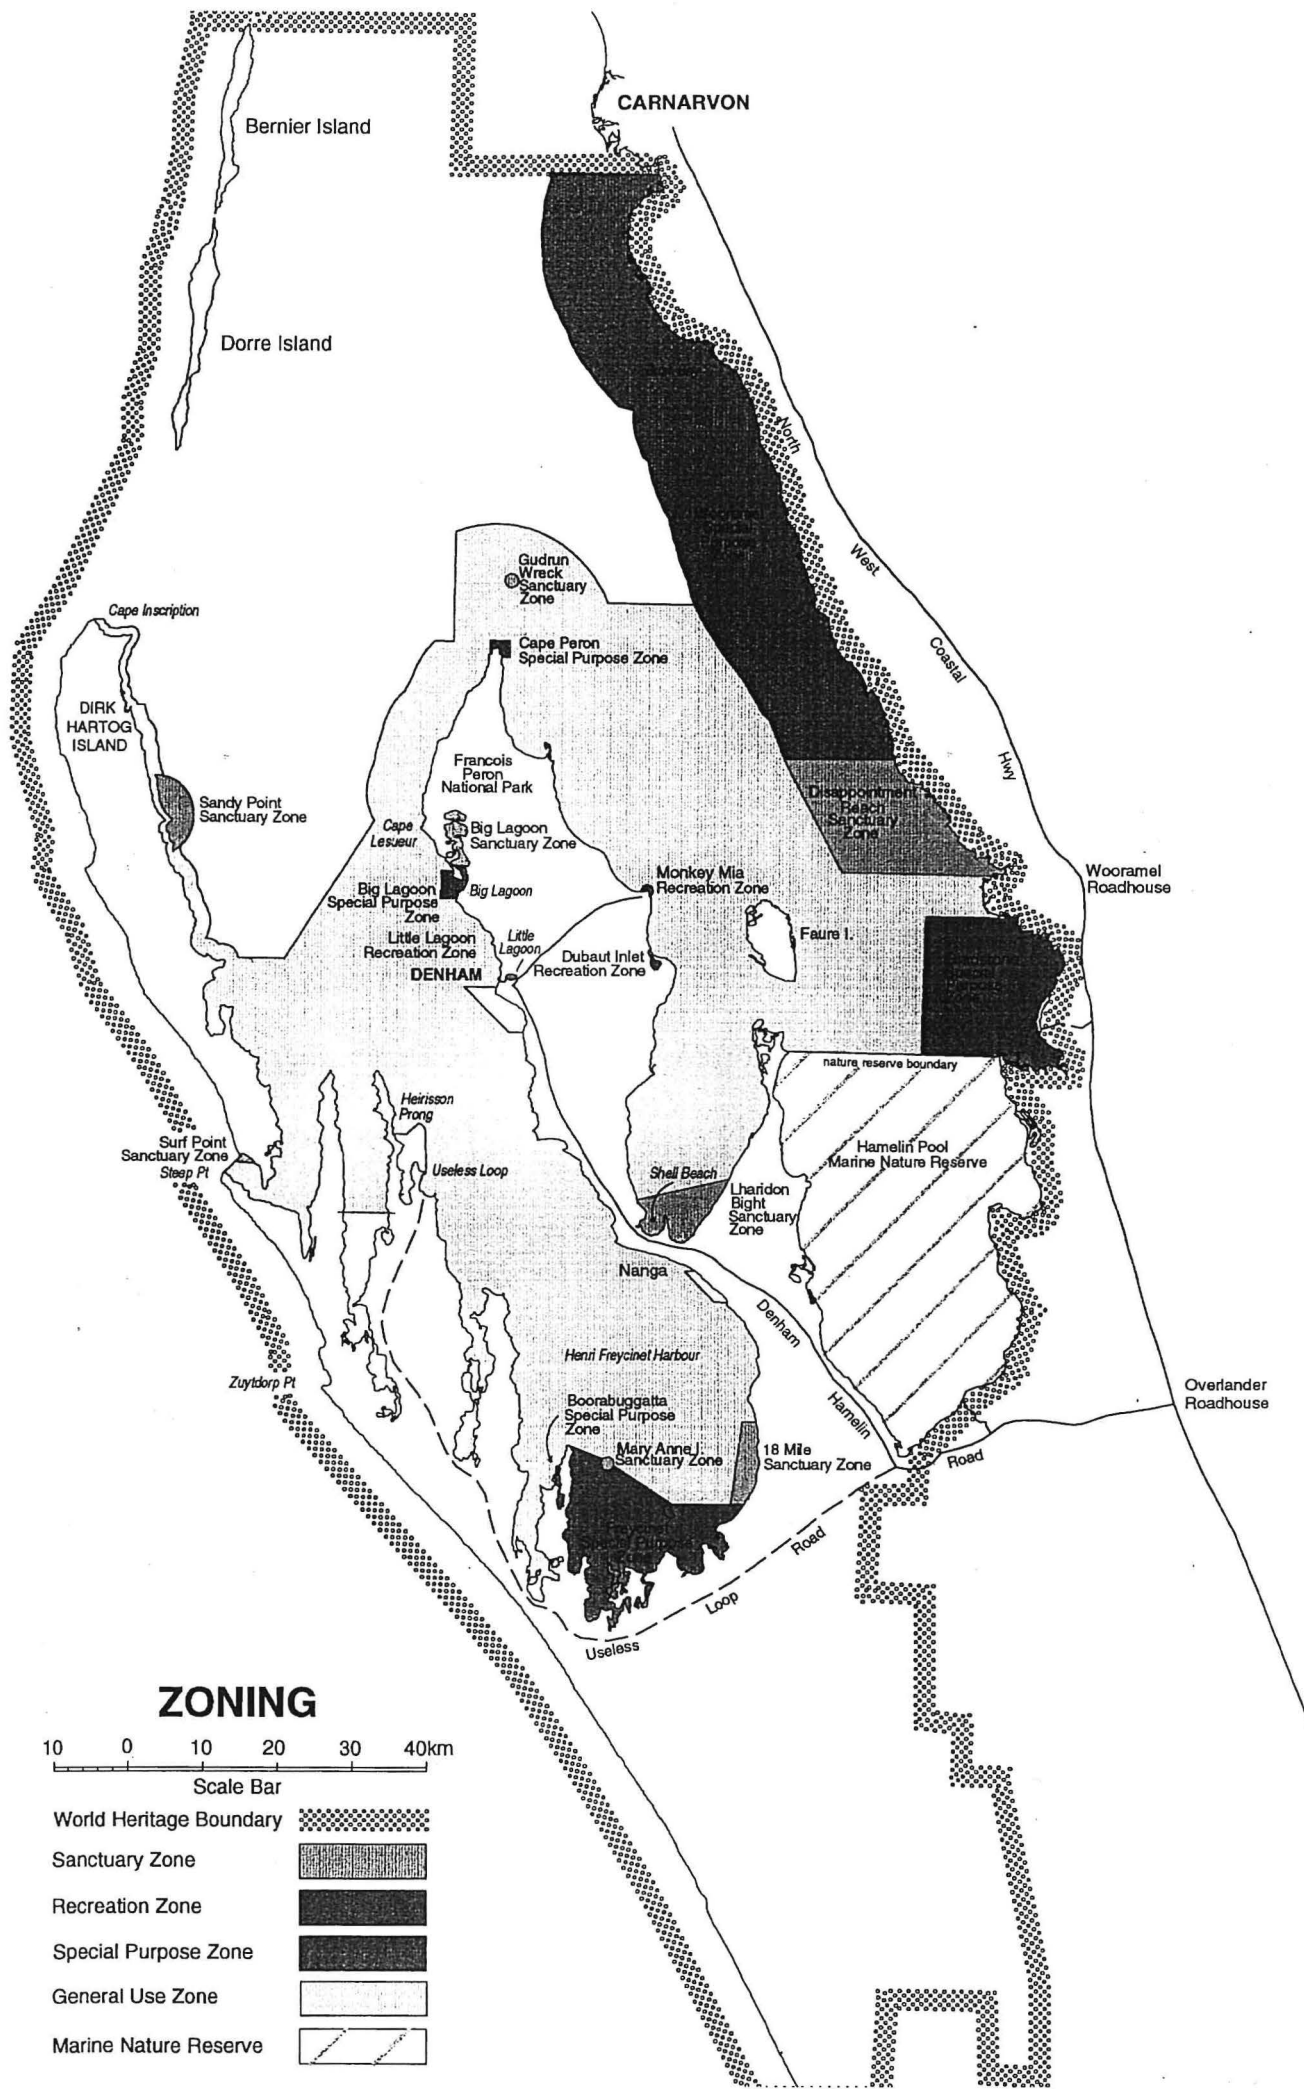 CARNARVON
Bernier Island
Dorre Island
North
West
Coastal
Hwy
Gudrun
Wreck
Sanctuary
Zone
Cape Inscription
Cape Peron
Special Purpose Zone
DIRK
HARTOG
ISLAND
Francois
Peron
National Park
Sandy Point
Sanctuary Zone
Disappointment
Reach
Sanctuary
Zone
Cape
Lesueur
Big Lagoon
Sanctuary Zone
Wooramel
Roadhouse
Monkey Mia
Recreation Zone
Big Lagoon
Special Purpose
Zone
Big Lagoon
Little Lagoon
Recreation Zone
Little
Lagoon
Faure I.
Dubaut Inlet
Recreation Zone
DENHAM
nature reserve boundary
Heirisson
Prong
Hamelin Pool
Marine Nature Reserve
Surf Point
Sanctuary Zone
Steep Pt
Useless Loop
Shell Beach
Lharidon
Bight
Sanctuary
Zone
Nanga
Denham
Hamelin
Road
Henri Freycinet Harbour
Zuytdorp Pt
Overlander
Roadhouse
Boorabuggatta
Special Purpose
Zone
Mary Anne I.
Sanctuary Zone
18 Mile
Sanctuary Zone
Freycinet
Special Purpose
Zone
Useless
Loop
Road
ZONING
10 0 10 20 30 40km
Scale Bar
World Heritage Boundary
Sanctuary Zone
Recreation Zone
Special Purpose Zone
General Use Zone
Marine Nature Reserve